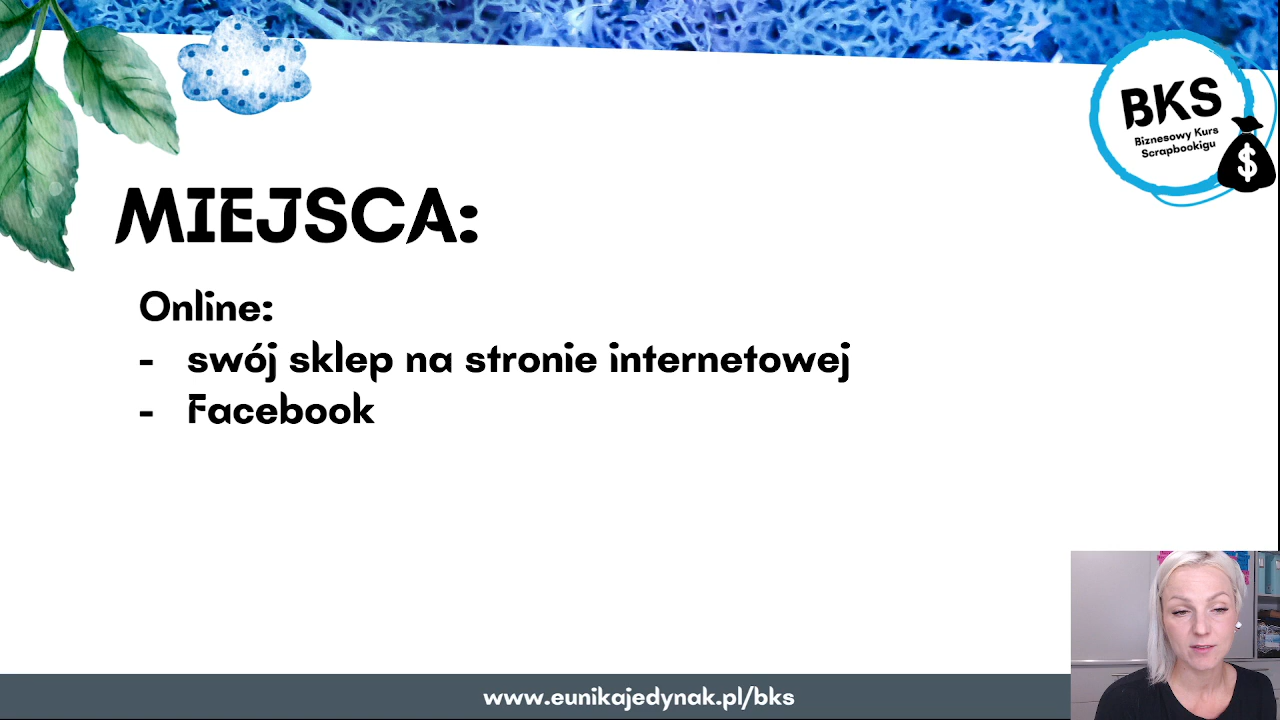 BKS
Biznesowy Kurs
Scrapbookigu
$
MIEJSCA:
Online:
- swój sklep na stronie internetowej
- Facebook
www.eunikajedynak.pl/bks